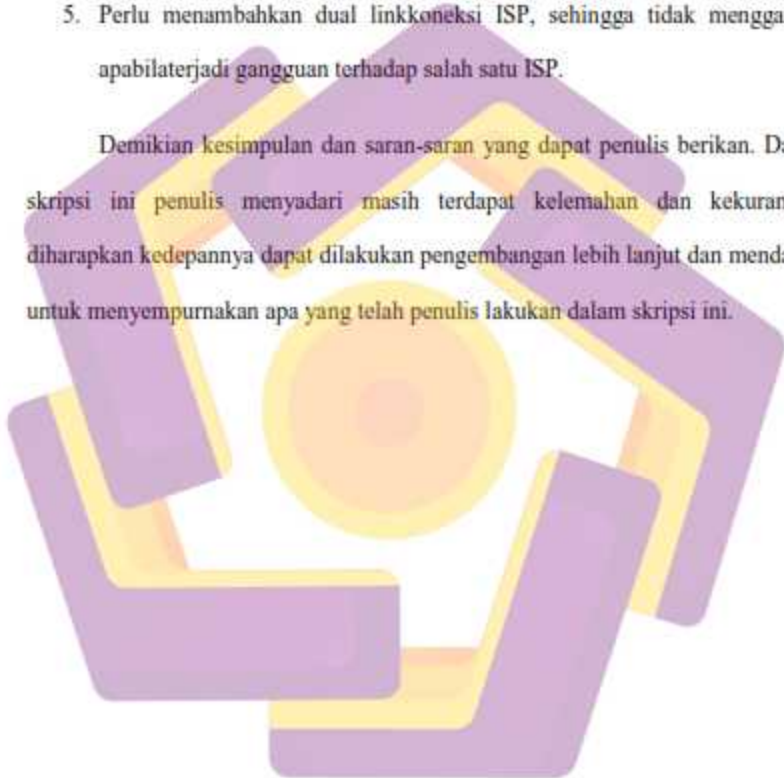 5. Perlu menambahkan dual linkkoneksi ISP, sehingga tidak mengga
apabilaterjadi gangguan terhadap salah satu ISP.
Demikian kesimpulan dan saran-saran yang dapat penulis berikan. Da
skripsi ini penulis menyadari masih terdapat kelemahan dan kekuran
diharapkan kedepannya dapat dilakukan pengembangan lebih lanjut dan menda
untuk menyempurnakan apa yang telah penulis lakukan dalam skripsi ini.